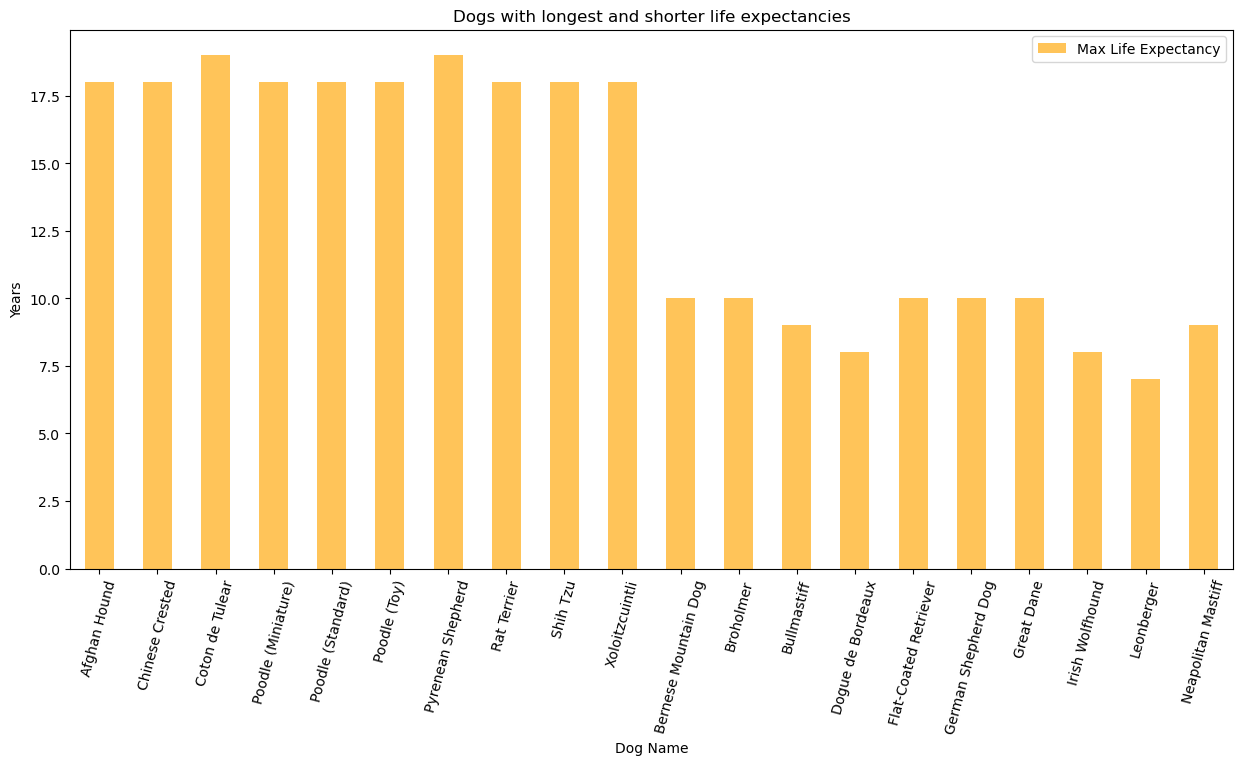 Dogs with longest and shorter life expectancies
Max Life Expectancy
Years
17.5
15.0
12.5
10.0
7.5
5.0
2.5
0.0
Afghan Hound
Chinese Crested
Coton de Tulear
Poodle (Miniature)
Poodle (Standard)
Poodle (Toy)
Pyrenean Shepherd
Rat Terrier
Shih Tzu
Xoloitzcuintli
Bernese Mountain Dog
Broholmer
Bullmastiff
Dogue de Bordeaux
Flat-Coated Retriever
German Shepherd Dog
Great Dane
Irish Wolfhound
Leonberger
Neapolitan Mastiff
Dog Name